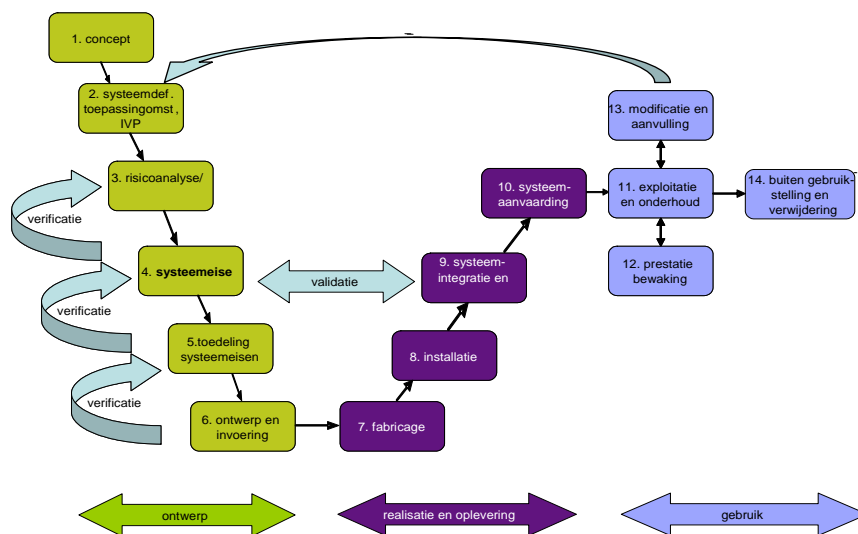 1. concept
2. systeemdef.
toepassingomst,
IVP
3. risicoanalyse/
verificatie
4. systeemeise
verificatie
5.toedeling
systeemeisen
verificatie
6. ontwerp en
invoering
validatie
7. fabricage
8. installatie
9. systeem-
integratie en
10. systeem-
aanvaarding
13. modificatie en
aanvulling
11. exploitatie
en onderhoud
12. prestatie
bewaking
14. buiten gebruik-
stelling en
verwijdering
ontwerp
realisatie en oplevering
gebruik